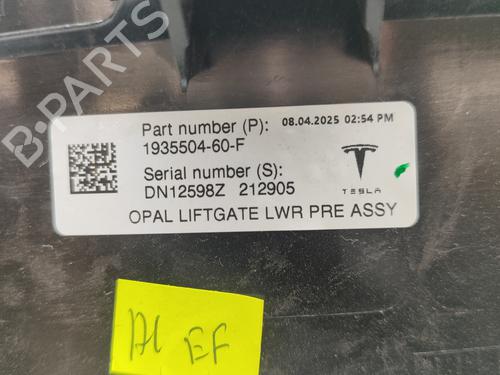 Part number (P): 08.04.2025 02:54 PM
1935504-60-F
Serial number (S):
DN12598Z 212905
TESLA
OPAL LIFTGATE LWR PRE ASSY
EF
B-PARTS